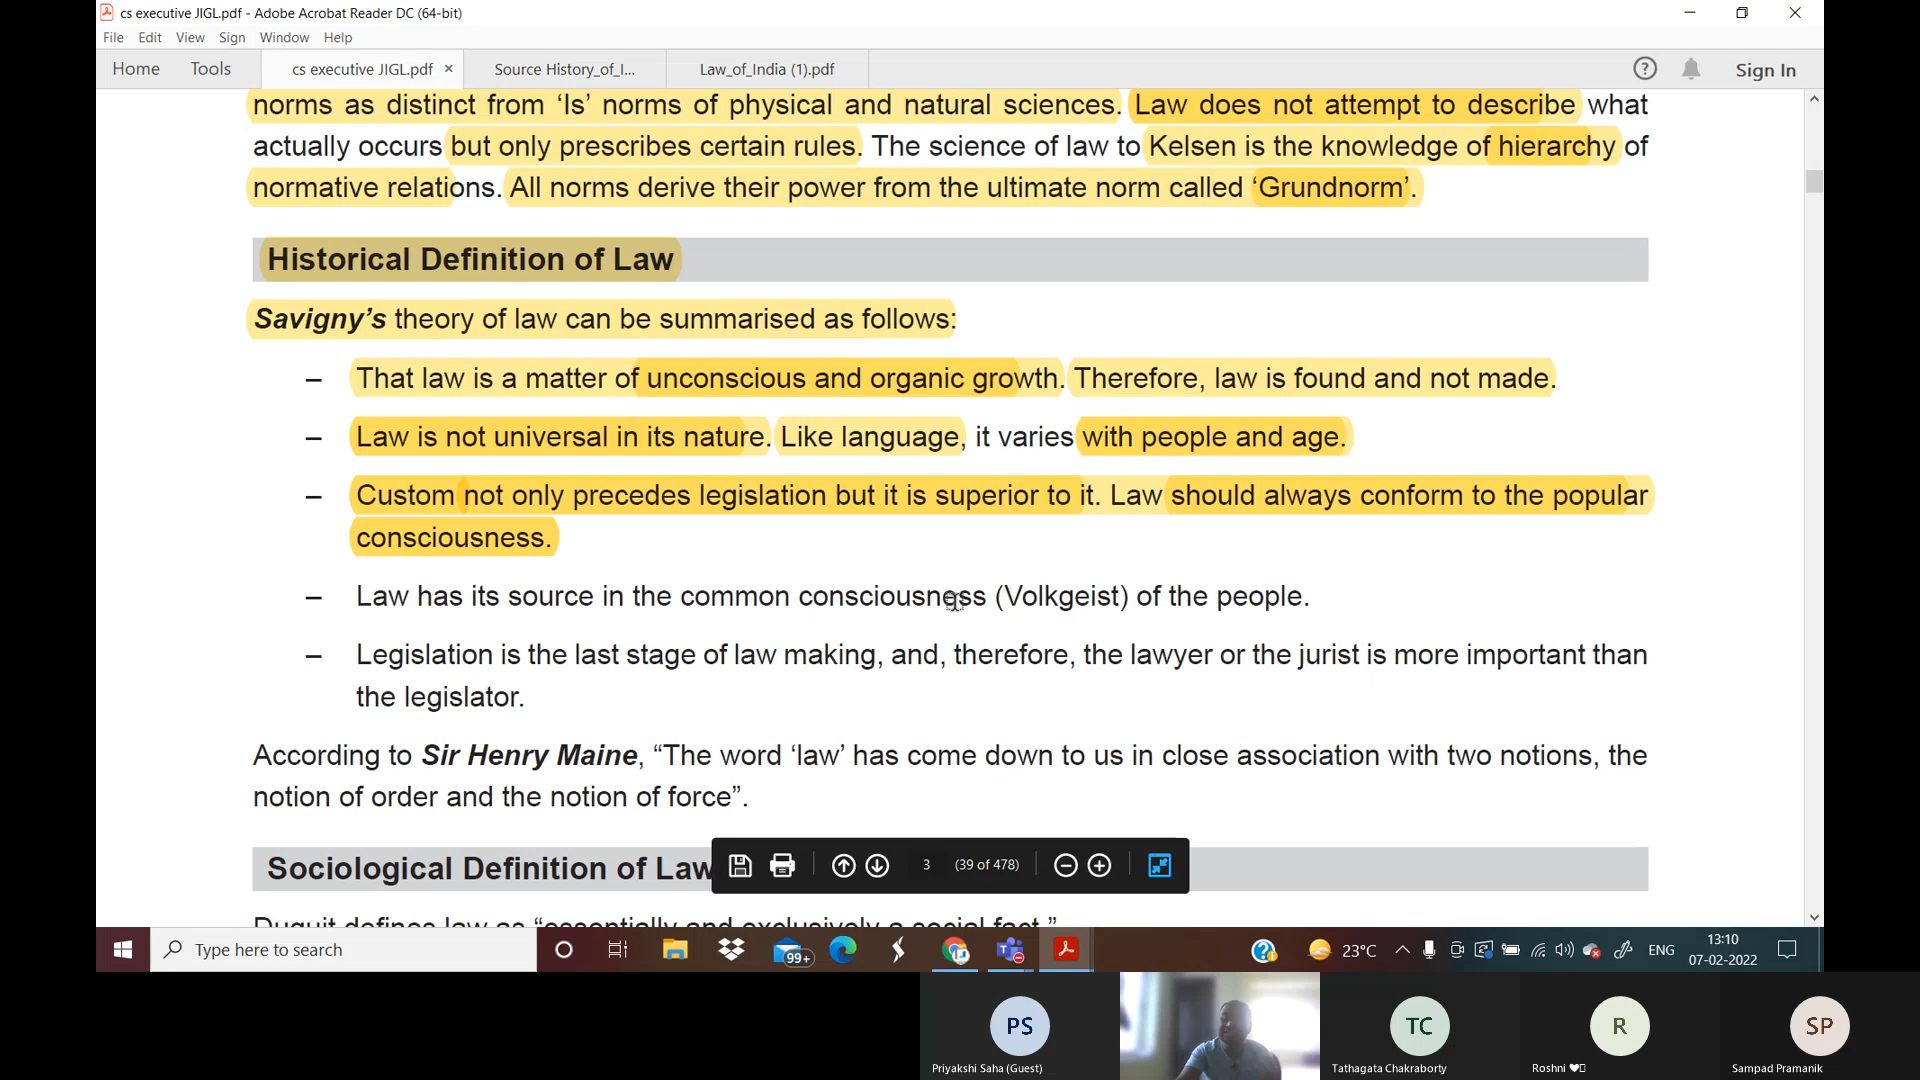 cs executive JIGL.pdf - Adobe Acrobat Reader DC (64-bit)
File Edit View Sign Window Help
Home Tools cs executive JIGL.pdf × Source History_of_I... Law_of_India (1).pdf Sign In
norms as distinct from ‘Is’ norms of physical and natural sciences. Law does not attempt to describe what
actually occurs but only prescribes certain rules. The science of law to Kelsen is the knowledge of hierarchy of
normative relations. All norms derive their power from the ultimate norm called ‘Grundnorm’.
Historical Definition of Law
Savigny’s theory of law can be summarised as follows:
– That law is a matter of unconscious and organic growth. Therefore, law is found and not made.
– Law is not universal in its nature. Like language, it varies with people and age.
– Custom not only precedes legislation but it is superior to it. Law should always conform to the popular
consciousness.
– Law has its source in the common consciousness (Volkgeist) of the people.
– Legislation is the last stage of law making, and, therefore, the lawyer or the jurist is more important than
the legislator.
According to Sir Henry Maine, “The word ‘law’ has come down to us in close association with two notions, the
notion of order and the notion of force”.
Sociological Definition of Law
3 (39 of 478)
Duguit defines law as “essentially and exclusively a social fact.”
Type here to search
99+
23°C
ENG
13:10
07-02-2022
PS
TC
R
SP
Priyakshi Saha (Guest)
Tathagata Chakraborty
Roshni ❤
Sampad Pramanik